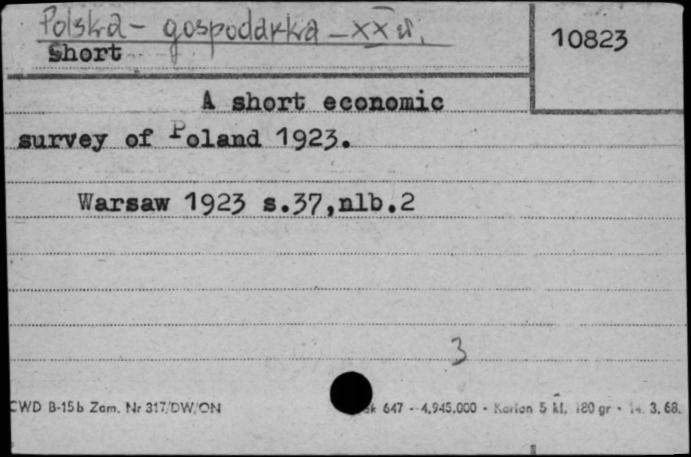 Polska - gospodarka - XX w.
Short
10823
A short economic
survey of Poland 1923.
Warsaw 1923 s.37,nlb.2
3
CWD B-15b Zam. Nr 317/DW/ON
647 - 4.945.000 - Karton 5 kl. 180 gr - 3. 68.